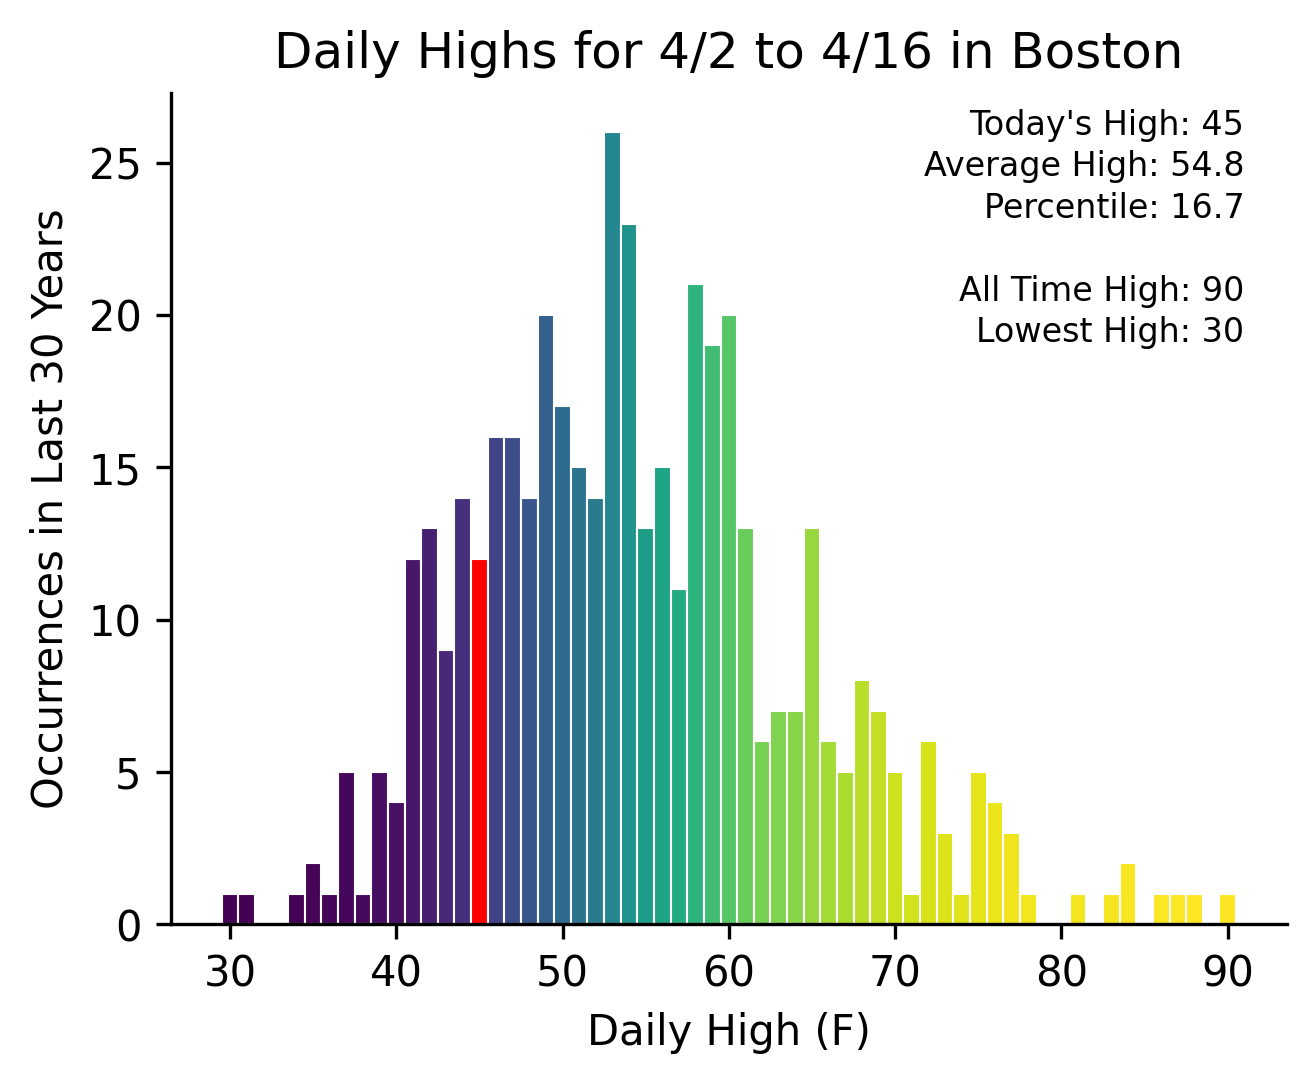 Daily Highs for 4/2 to 4/16 in Boston
Today's High: 45
Average High: 54.8
Percentile: 16.7
All Time High: 90
Lowest High: 30
Occurrences in Last 30 Years
25
20
15
10
5
0
30 40 50 60 70 80 90
Daily High (F)